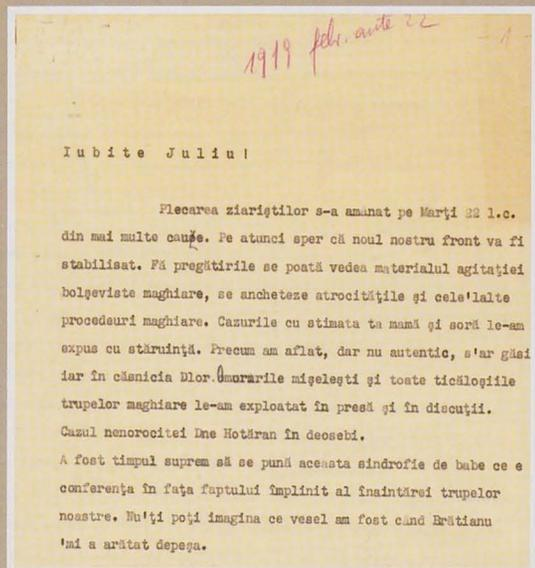 1919 febr. ante 22
- 1 -
Iubite Juliu!
Plecarea ziariştilor s-a amânat pe Marţi 22 l.c.
din mai multe cauze. Pe atunci sper că noul nostru front va fi
stabilisat. Fă pregătirile se poată vedea materialul agitaţiei
bolşeviste maghiare, se ancheteze atrocităţile şi cele'lalte
procedeuri maghiare. Cazurile cu stimata ta mamă şi soră le-am
expus cu stăruinţă. Precum am aflat, dar nu autentic, s'ar găsi
iar în căsnicia Dlor. Omorările mişeleşti şi toate ticăloşiile
trupelor maghiare le-am exploatat în presă şi în discuţii.
Cazul nenorocitei Dne Hotăran în deosebi.
A fost timpul suprem să se pună aceasta sindrofie de babe ce e
conferenţa în faţa faptului împlinit al înaintărei trupelor
noastre. Nu'ţi poţi imagina ce vesel am fost când Brătianu
'mi a arătat depeşa.